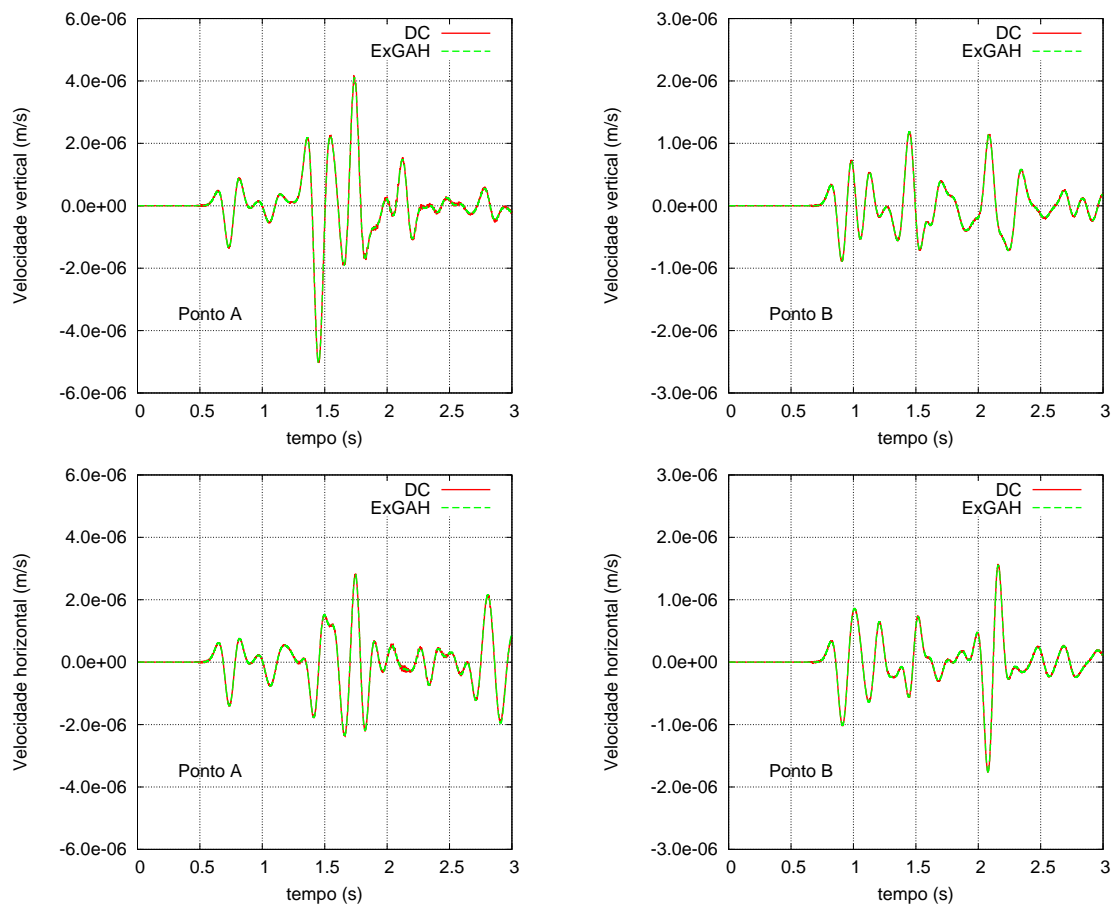 6.0e-06
4.0e-06
2.0e-06
0.0e+00
-2.0e-06
-4.0e-06
-6.0e-06
0 0.5 1 1.5 2 2.5 3
Velocidade vertical (m/s)
tempo (s)
DC
ExGAH
Ponto A
3.0e-06
2.0e-06
1.0e-06
0.0e+00
-1.0e-06
-2.0e-06
-3.0e-06
0 0.5 1 1.5 2 2.5 3
Velocidade vertical (m/s)
tempo (s)
DC
ExGAH
Ponto B
6.0e-06
4.0e-06
2.0e-06
0.0e+00
-2.0e-06
-4.0e-06
-6.0e-06
0 0.5 1 1.5 2 2.5 3
Velocidade horizontal (m/s)
tempo (s)
DC
ExGAH
Ponto A
3.0e-06
2.0e-06
1.0e-06
0.0e+00
-1.0e-06
-2.0e-06
-3.0e-06
0 0.5 1 1.5 2 2.5 3
Velocidade horizontal (m/s)
tempo (s)
DC
ExGAH
Ponto B